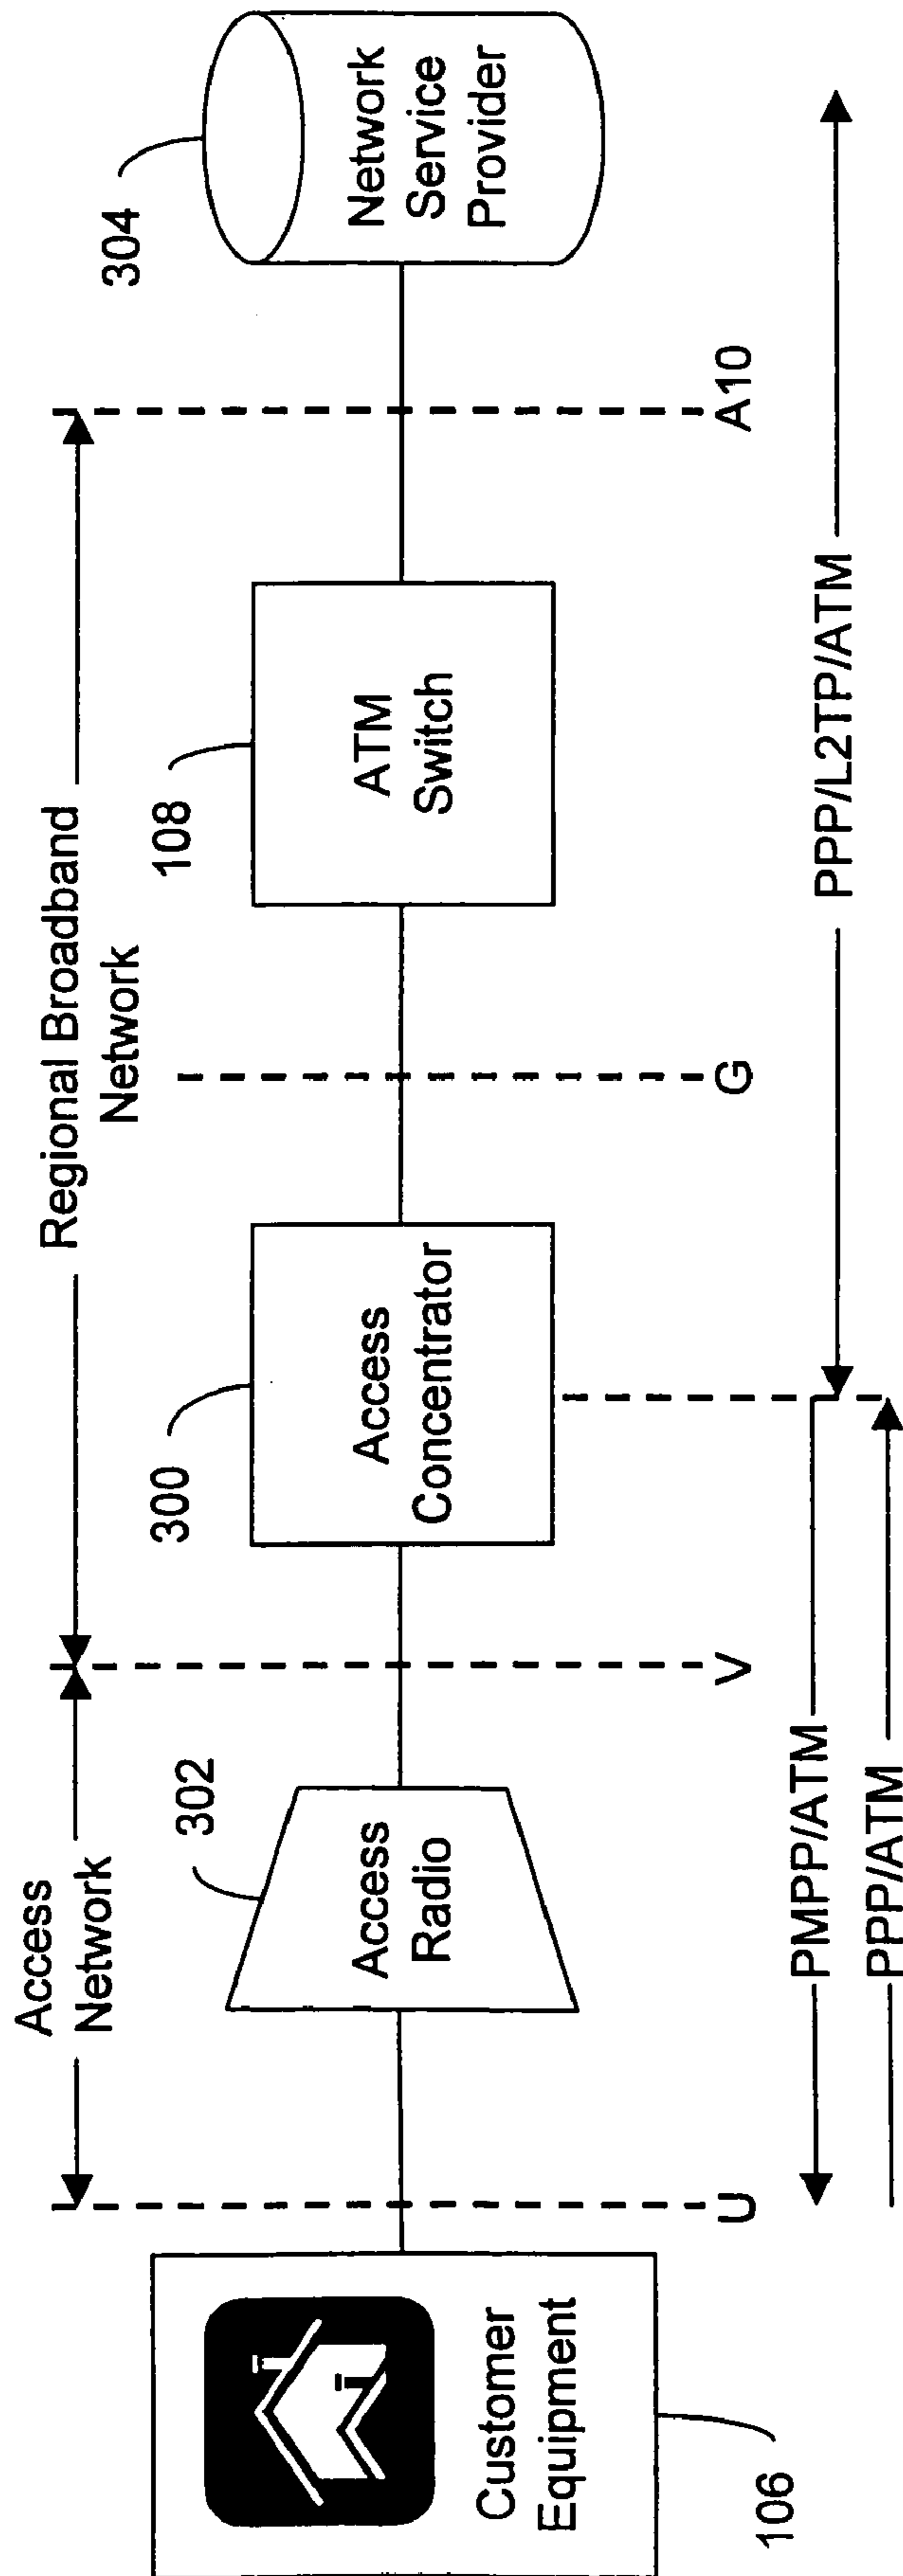 Access
Network
Regional Broadband
Network
302
300
108
304
Customer
Equipment
Access
Radio
Access
Concentrator
ATM
Switch
Network
Service
Provider
106
U
V
G
A10
PMPP/ATM
PPP/L2TP/ATM
PPP/ATM